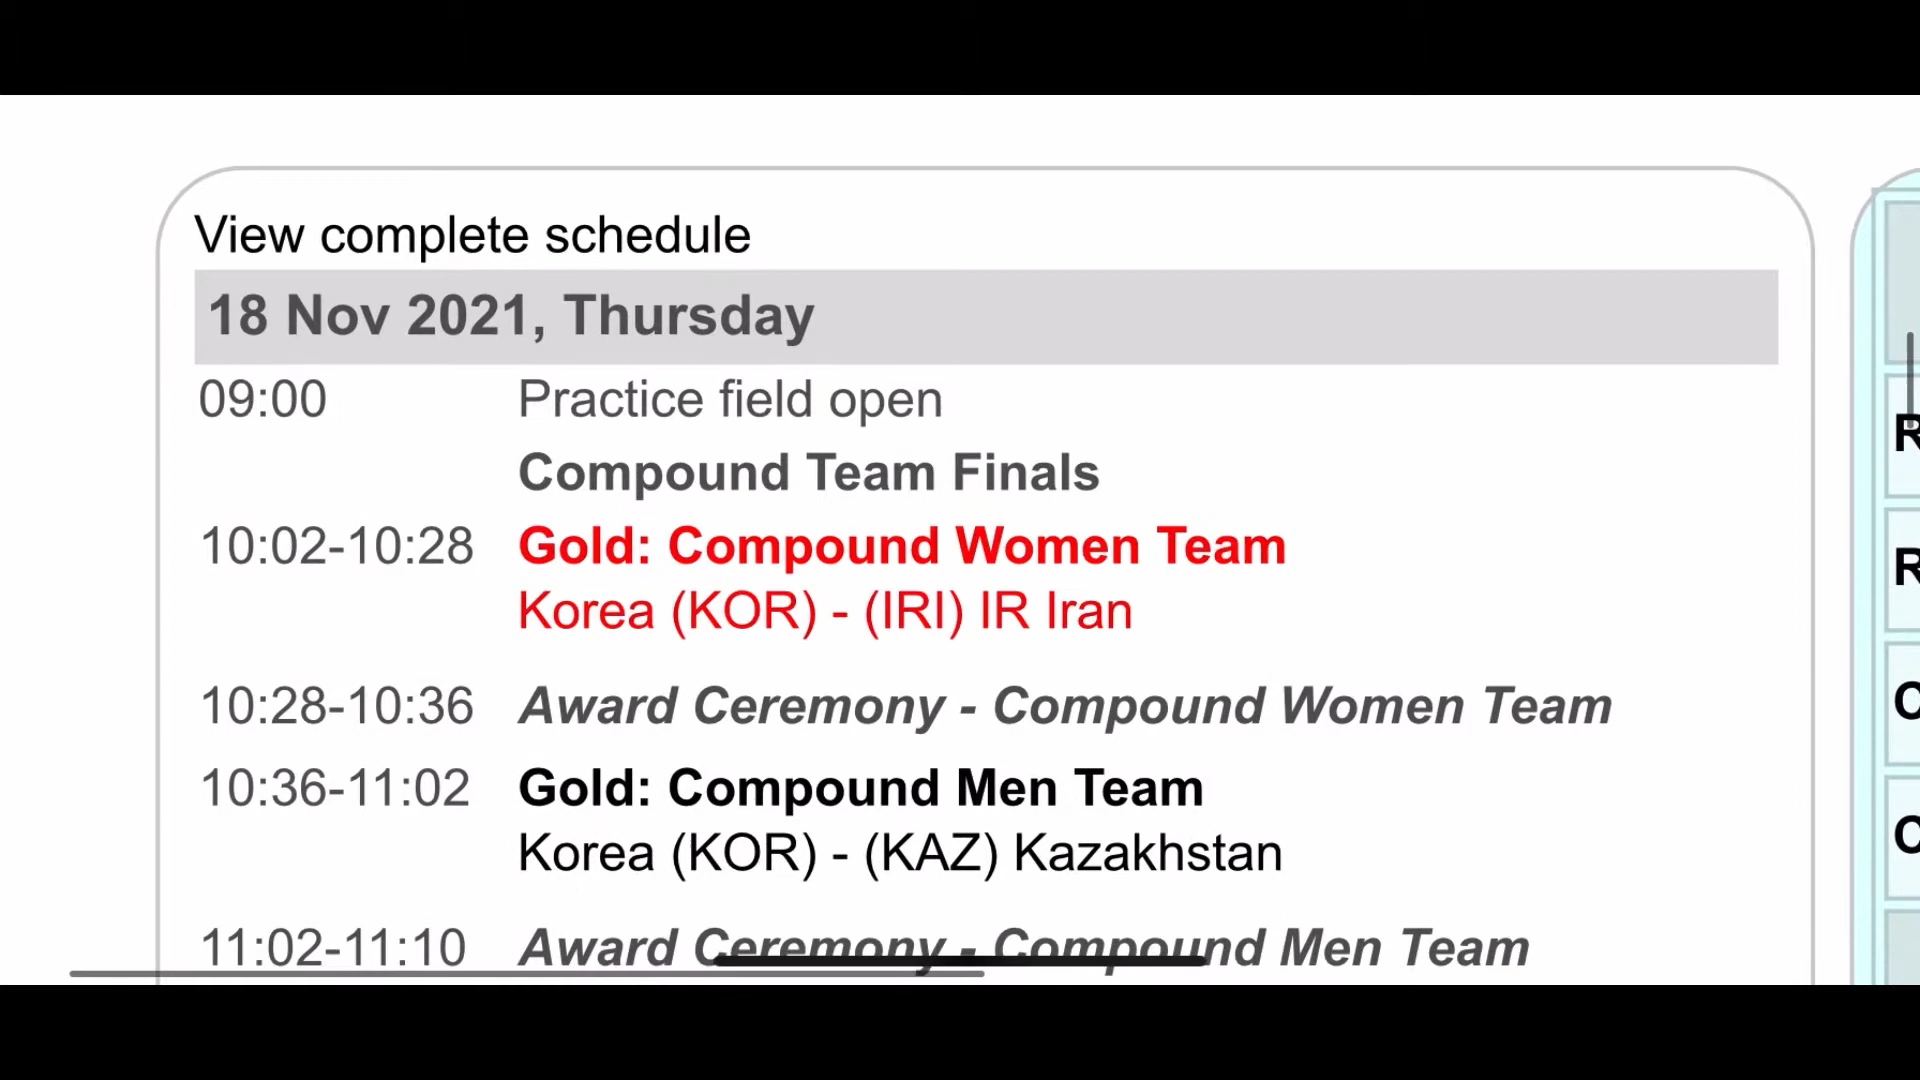 View complete schedule
18 Nov 2021, Thursday
09:00 Practice field open
Compound Team Finals
10:02-10:28 Gold: Compound Women Team
Korea (KOR) - (IRI) IR Iran
10:28-10:36 Award Ceremony - Compound Women Team
10:36-11:02 Gold: Compound Men Team
Korea (KOR) - (KAZ) Kazakhstan
11:02-11:10 Award Ceremony - Compound Men Team